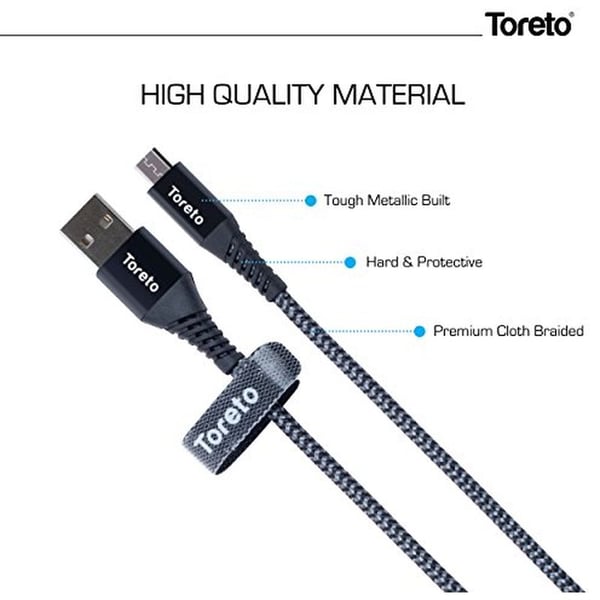 Toreto®
HIGH QUALITY MATERIAL
Toreto
Tough Metallic Built
Toreto
Hard & Protective
Premium Cloth Braided
Toreto